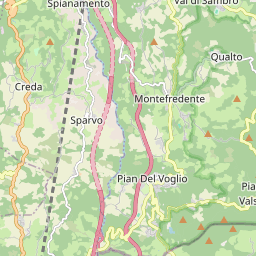 Spianamento
Val di Sambro
Qualto
Creda
Montefredente
Sparvo
Pian Del Voglio
Pia
Vals